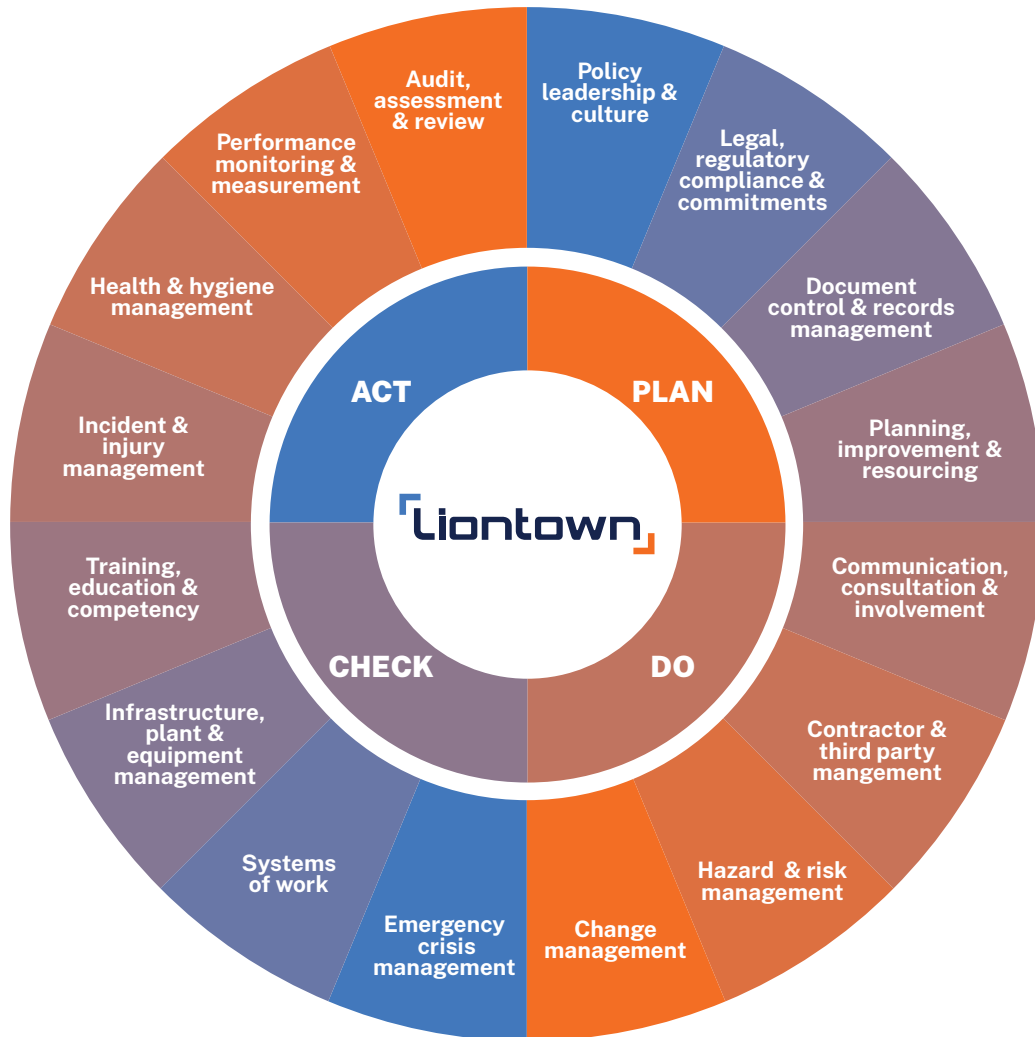 Policy
leadership &
culture
Legal,
regulatory
compliance &
commitments
Document
control & records
management
Planning,
improvement &
resourcing
Communication,
consultation &
involvement
Contractor &
third party
mangement
Hazard & risk
management
Change
management
Emergency
crisis
management
Systems
of work
Infrastructure,
plant &
equipment
management
Training,
education &
competency
Incident &
injury
management
Health & hygiene
management
Performance
monitoring &
measurement
Audit,
assessment
& review
PLAN
DO
CHECK
ACT
Liontown